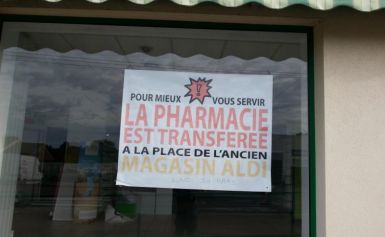 !
POUR MIEUX VOUS SERVIR
LA PHARMACIE
EST TRANSFEREE
A LA PLACE DE L'ANCIEN
MAGASIN ALDI